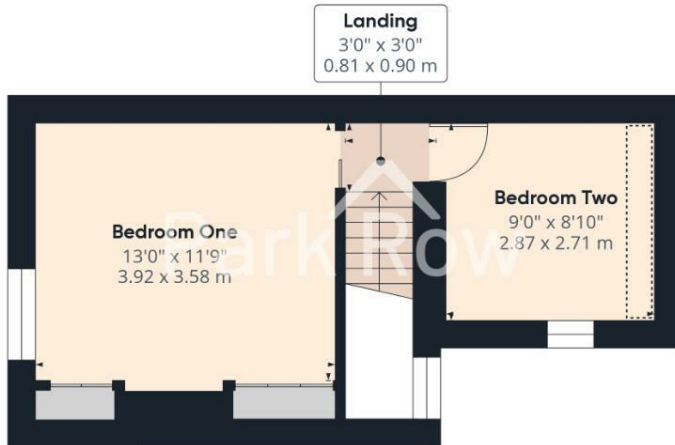 Landing
3'0" x 3'0"
0.81 x 0.90 m
Bedroom One
13'0" x 11'9"
3.92 x 3.58 m
Bedroom Two
9'0" x 8'10"
2.87 x 2.71 m
Park Row